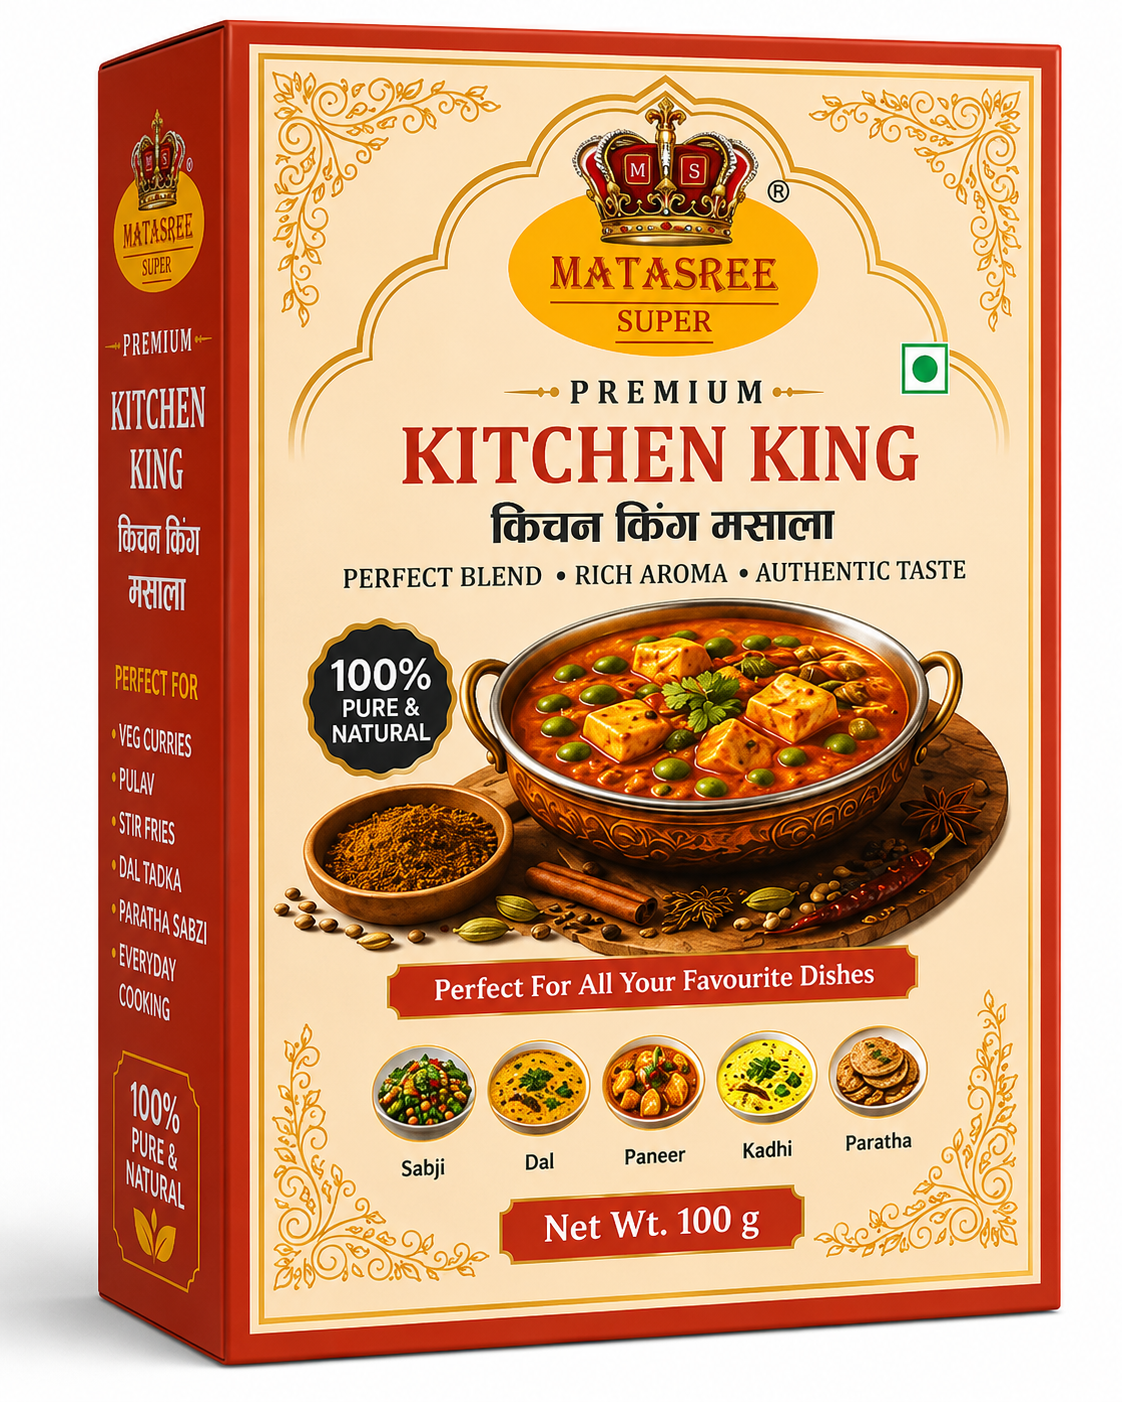 MATASREE
SUPER
PREMIUM
KITCHEN
KING
किचन किंग
मसाला
PERFECT FOR
• VEG CURRIES
• PULAV
• STIR FRIES
• DAL TADKA
• PARATHA SABZI
• EVERYDAY
COOKING
100%
PURE &
NATURAL
M S
®
MATASREE
SUPER
PREMIUM
KITCHEN KING
किचन किंग मसाला
PERFECT BLEND • RICH AROMA • AUTHENTIC TASTE
100%
PURE &
NATURAL
Perfect For All Your Favourite Dishes
Sabji Dal Paneer Kadhi Paratha
Net Wt. 100 g